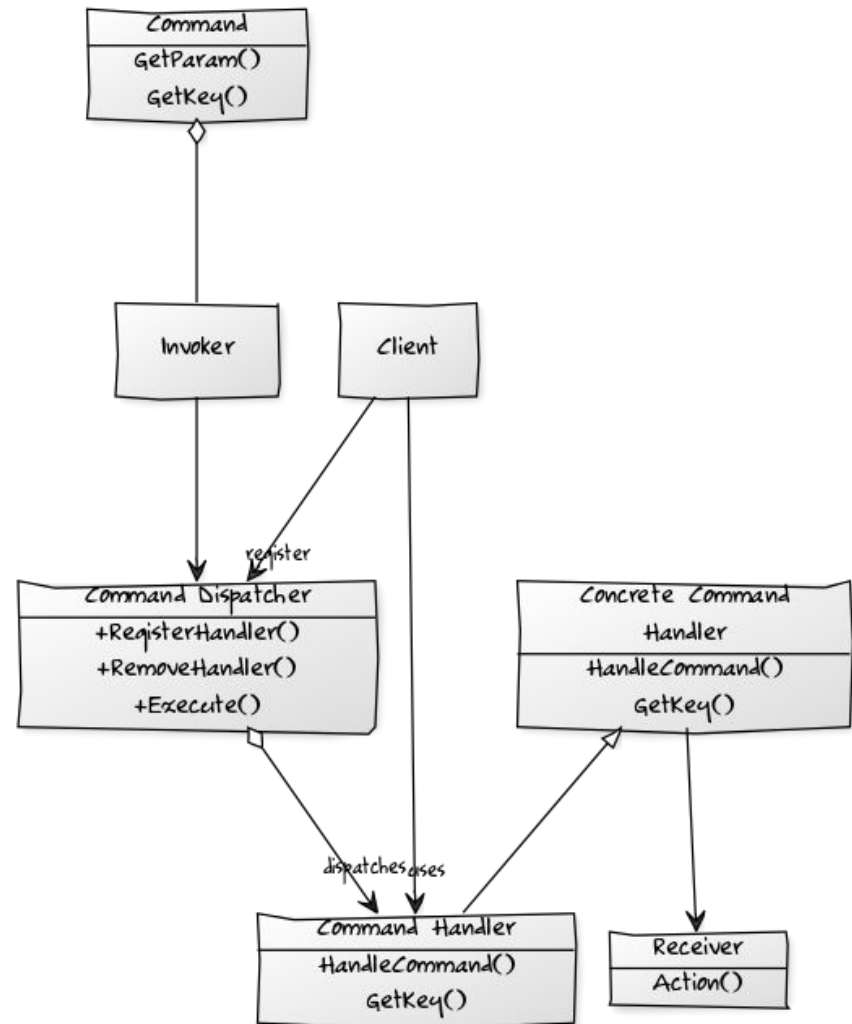 Command
GetParam()
GetKey()
Invoker
Client
register
Command Dispatcher
+RegisterHandler()
+RemoveHandler()
+Execute()
Concrete Command
Handler
HandleCommand()
GetKey()
dispatches
uses
Command Handler
HandleCommand()
GetKey()
Receiver
Action()